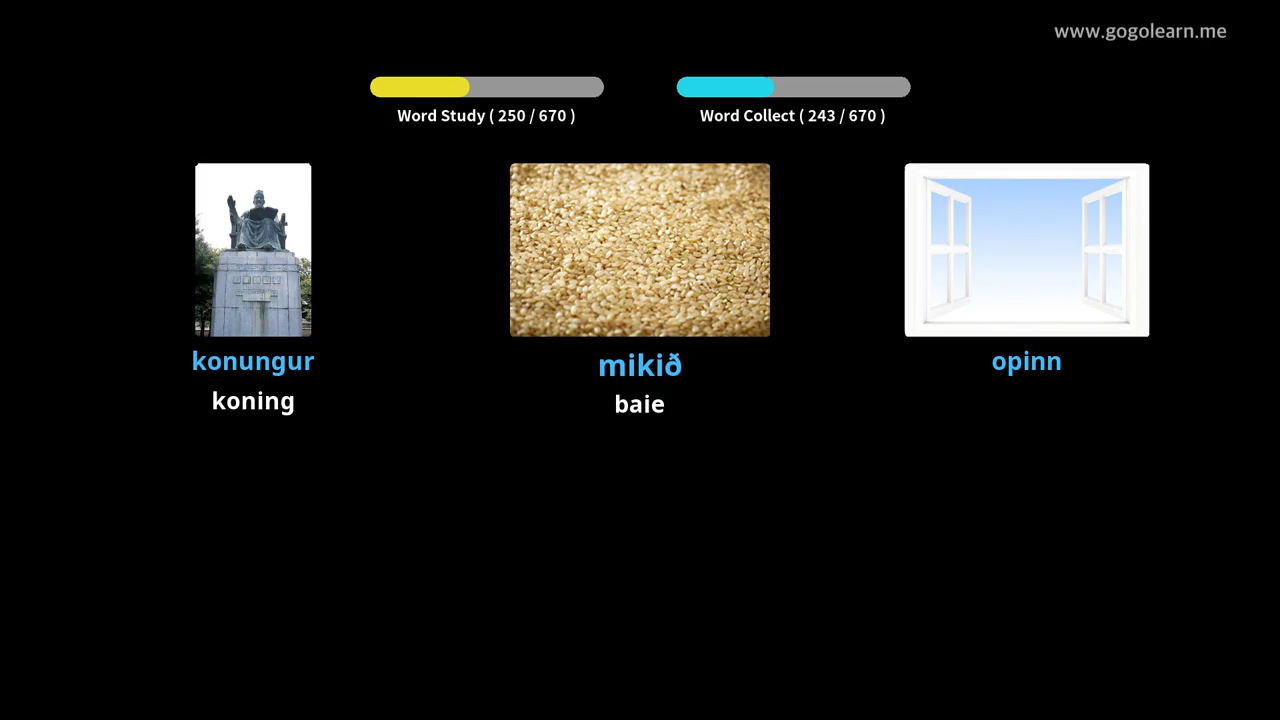 www.gogolearn.me
Word Study ( 250 / 670 )
Word Collect ( 243 / 670 )
konungur
mikið
opinn
koning
baie